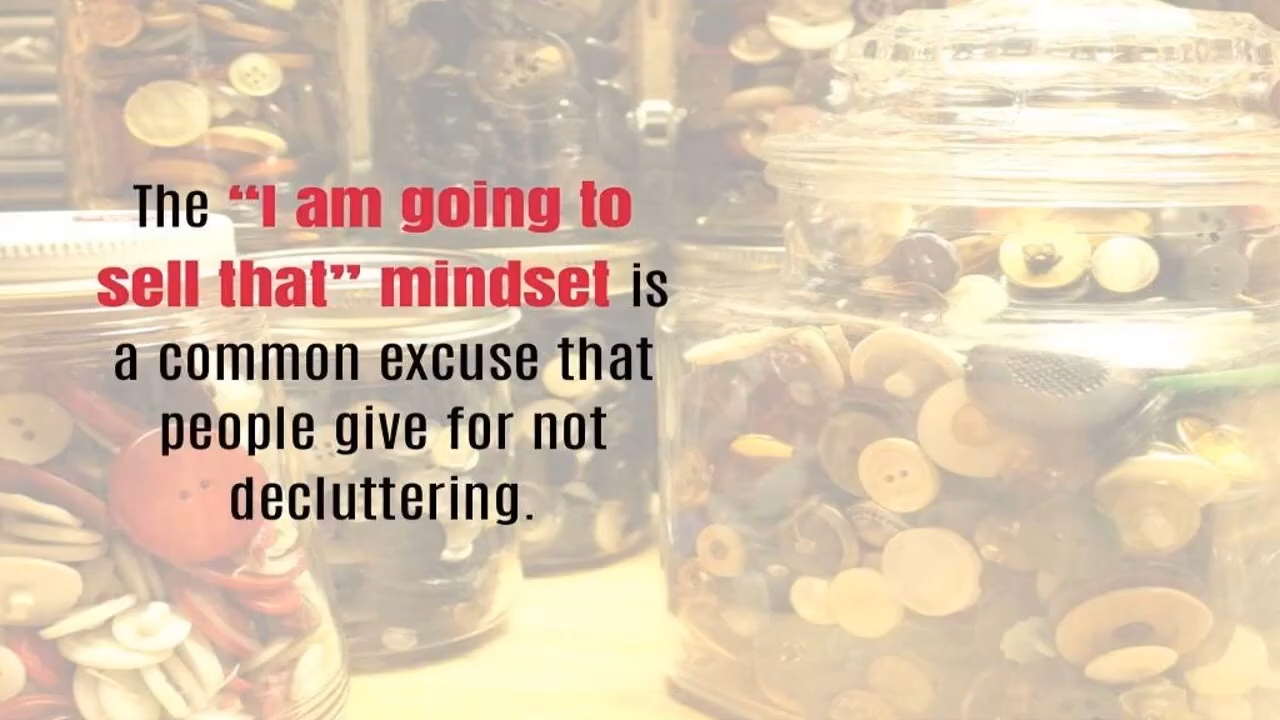 The “I am going to
sell that” mindset is
a common excuse that
people give for not
decluttering.